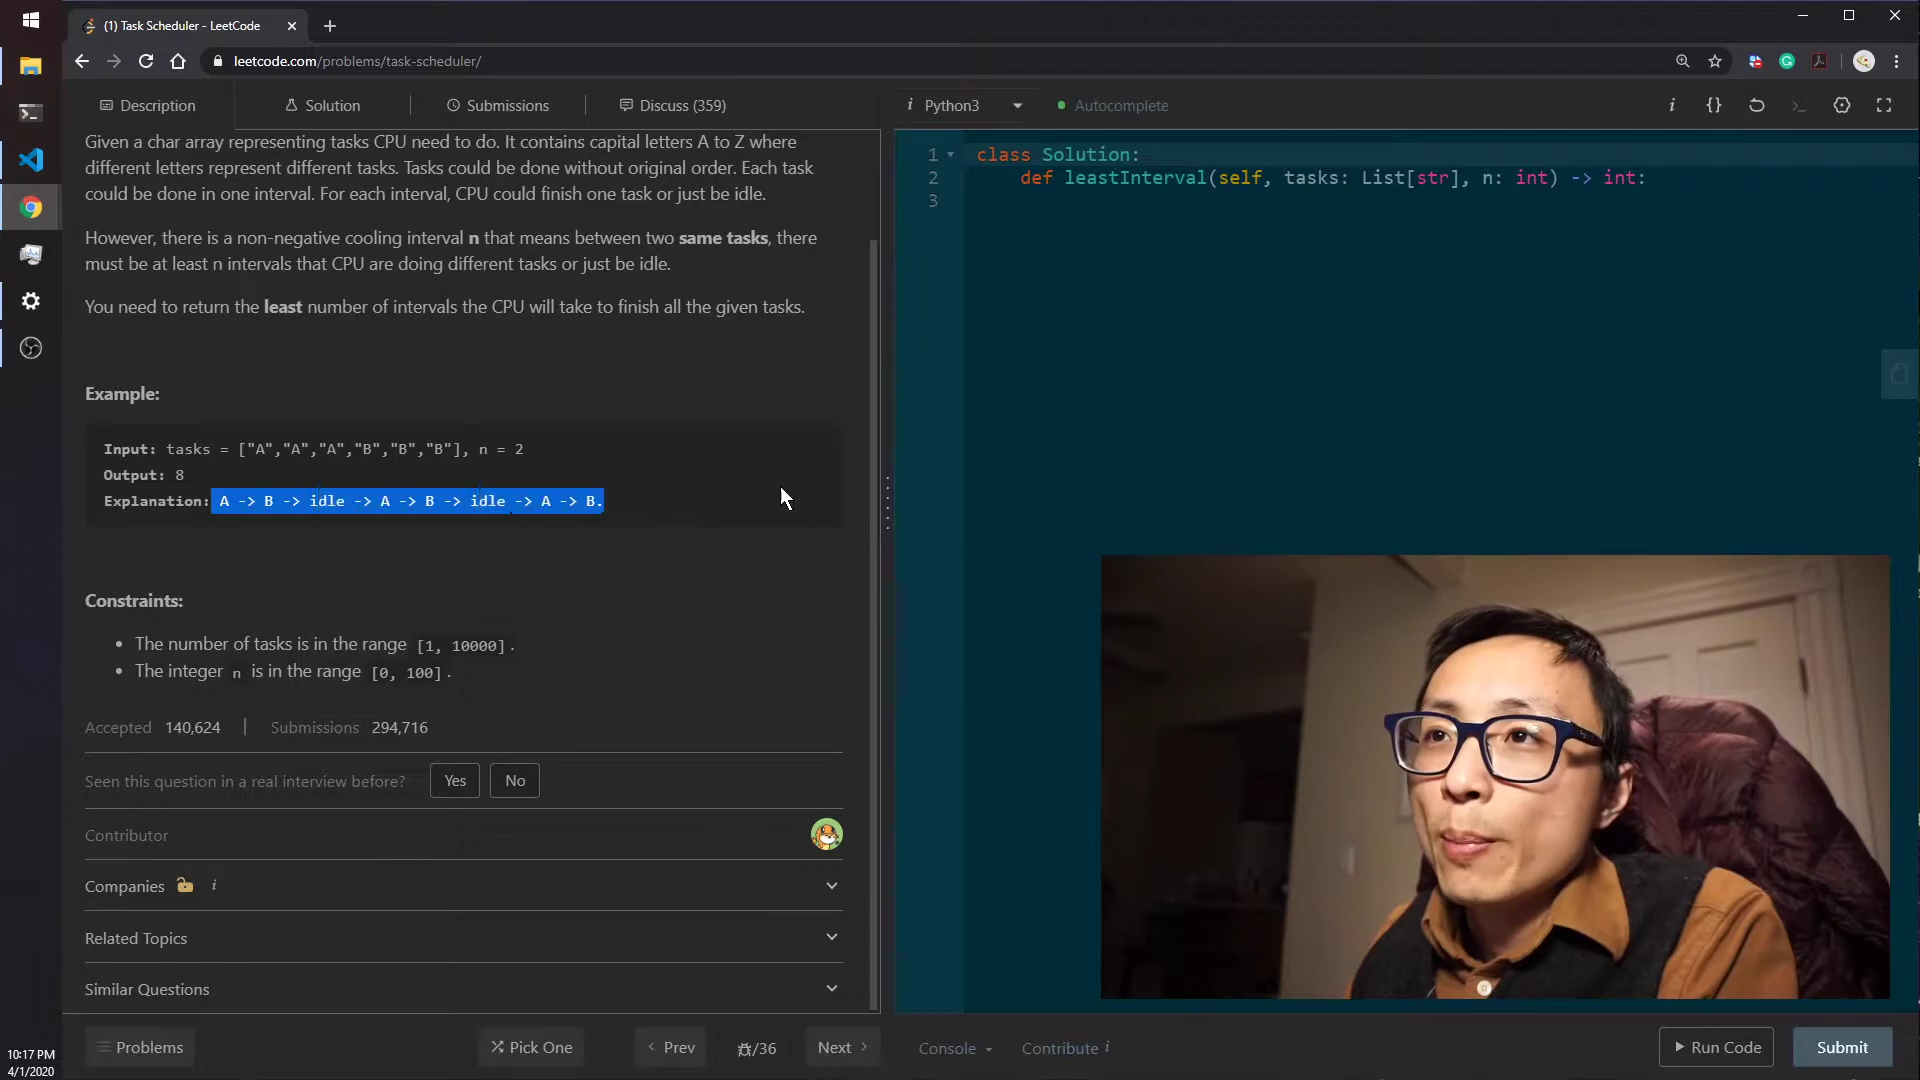 (1) Task Scheduler - LeetCode
leetcode.com/problems/task-scheduler/
Description
Solution
Submissions
Discuss (359)
Given a char array representing tasks CPU need to do. It contains capital letters A to Z where
different letters represent different tasks. Tasks could be done without original order. Each task
could be done in one interval. For each interval, CPU could finish one task or just be idle.
However, there is a non-negative cooling interval n that means between two same tasks, there
must be at least n intervals that CPU are doing different tasks or just be idle.
You need to return the least number of intervals the CPU will take to finish all the given tasks.
Example:
Input: tasks = ["A","A","A","B","B","B"], n = 2
Output: 8
Explanation: A -> B -> idle -> A -> B -> idle -> A -> B.
Constraints:
The number of tasks is in the range [1, 10000].
The integer n is in the range [0, 100].
Accepted 140,624 | Submissions 294,716
Seen this question in a real interview before? Yes No
Contributor
Companies i
Related Topics
Similar Questions
Problems
Pick One
< Prev
/36
Next >
i Python3
Autocomplete
i {}
1 class Solution:
2 def leastInterval(self, tasks: List[str], n: int) -> int:
3
Console
Contribute i
Run Code
Submit
10:17 PM
4/1/2020